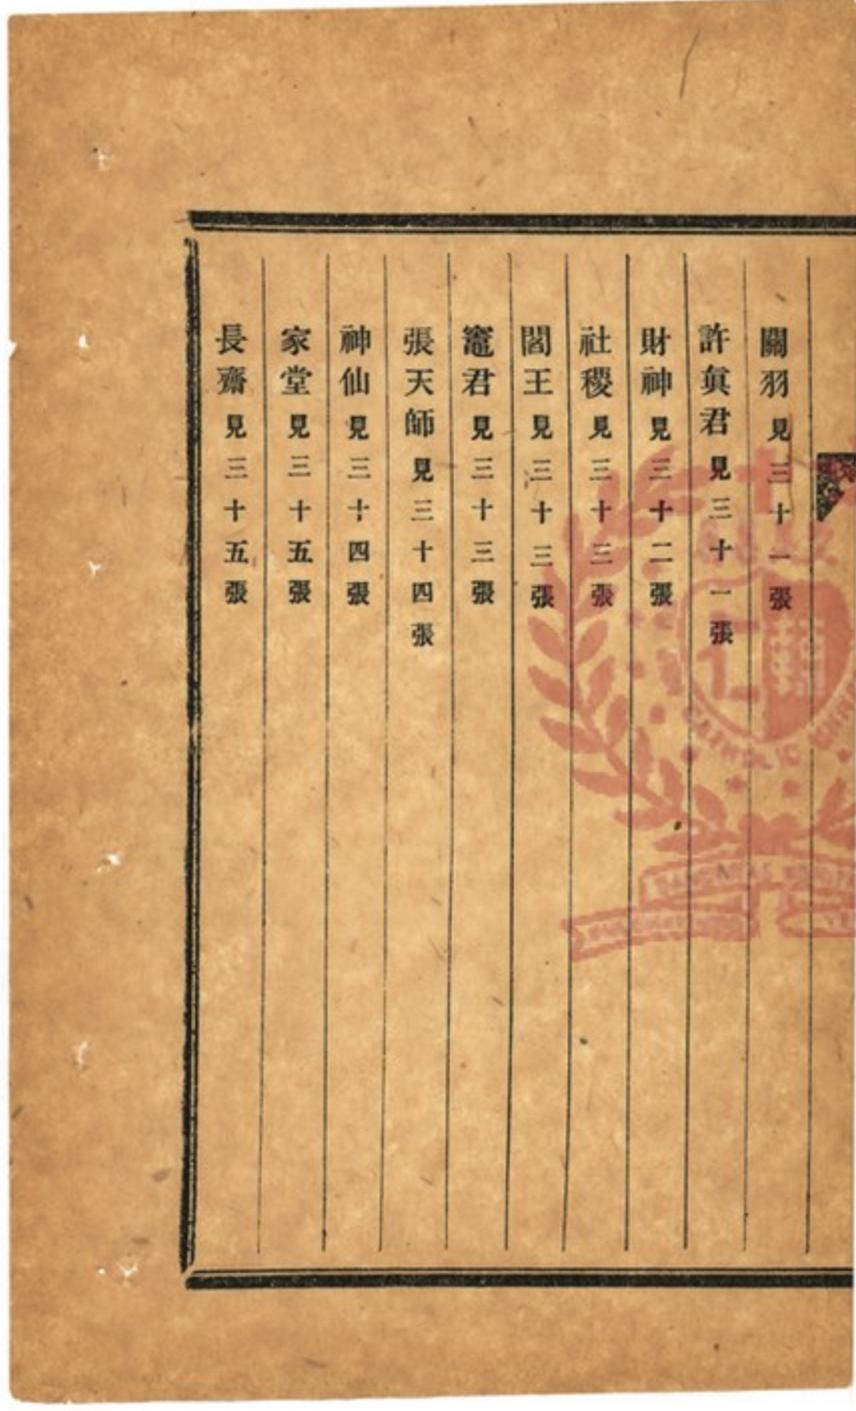 關羽見三十一張
許眞君見三十一張
財神見三十二張
社稷見三十三張
閻王見三十三張
竈君見三十三張
張天師見三十四張
神仙見三十四張
家堂見三十五張
長齋見三十五張
仁
輔
CATHOLIC